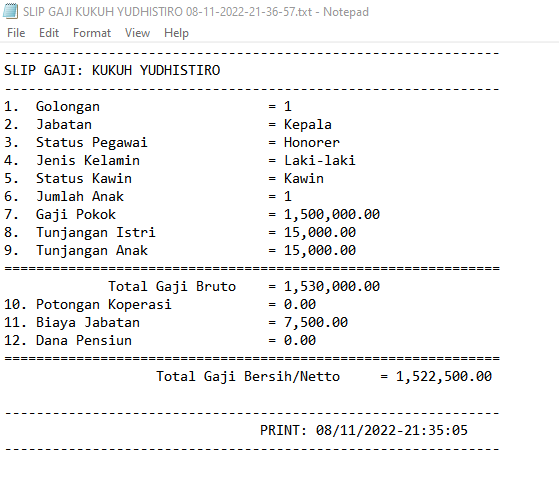 SLIP GAJI KUKUH YUDHISTIRO 08-11-2022-21-36-57.txt - Notepad
File Edit Format View Help
--------------------------------------------------------------
SLIP GAJI: KUKUH YUDHISTIRO
--------------------------------------------------------------
1. Golongan = 1
2. Jabatan = Kepala
3. Status Pegawai = Honorer
4. Jenis Kelamin = Laki-laki
5. Status Kawin = Kawin
6. Jumlah Anak = 1
7. Gaji Pokok = 1,500,000.00
8. Tunjangan Istri = 15,000.00
9. Tunjangan Anak = 15,000.00
==============================================================
Total Gaji Bruto = 1,530,000.00
10. Potongan Koperasi = 0.00
11. Biaya Jabatan = 7,500.00
12. Dana Pensiun = 0.00
==============================================================
Total Gaji Bersih/Netto = 1,522,500.00
--------------------------------------------------------------
PRINT: 08/11/2022-21:35:05
--------------------------------------------------------------